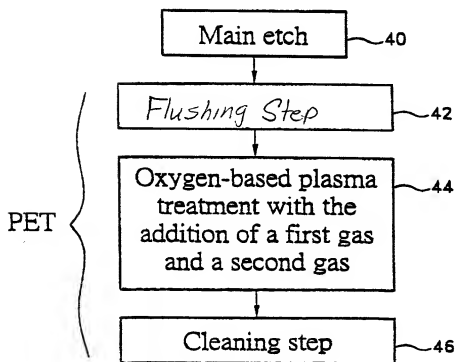 Main etch
40
Flushing Step
42
PET
Oxygen-based plasma
treatment with the
addition of a first gas
and a second gas
44
Cleaning step
46